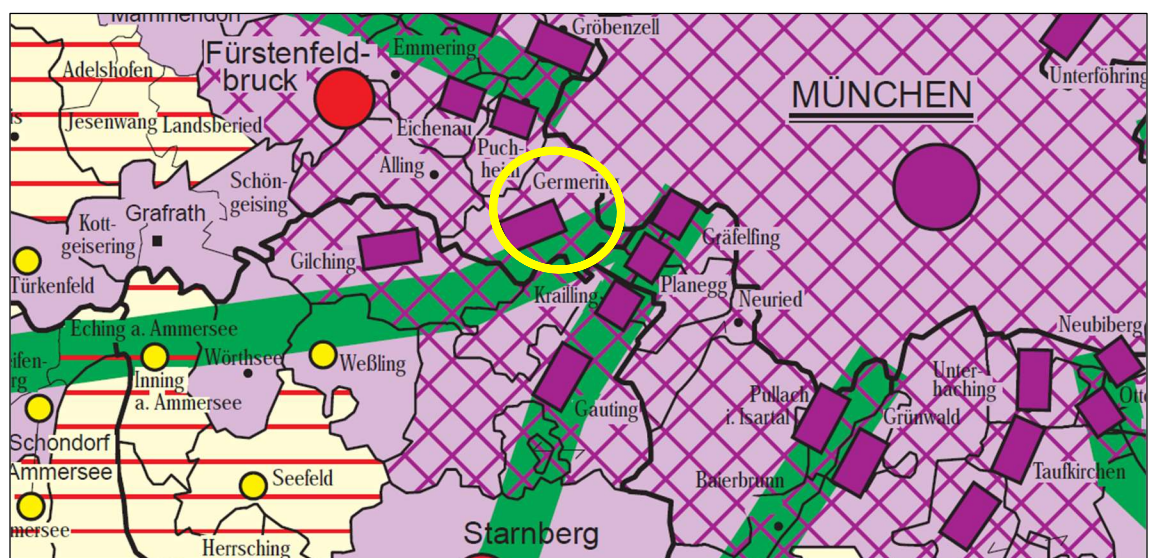 Mammendorf
Gröbenzell
Emmering
Fürstenfeld-
bruck
Adelshofen
Unterföhring
MÜNCHEN
Jesenwang
Landsberied
Eichenau
Puch-
heim
Alling
Schön-
geising
Germering
Grafrath
Kott-
geisering
Gräfelfing
Gilching
Türkenfeld
Krailling
Planegg
Neuried
Eching a. Ammersee
Neubiberg
Wörthsee
Weßling
Inning
a. Ammersee
Unter-
haching
Pullach
i. Isartal
Gauting
Grünwald
Schondorf
Ammersee
Taufkirchen
Seefeld
Baierbrunn
Starnberg
Herrsching